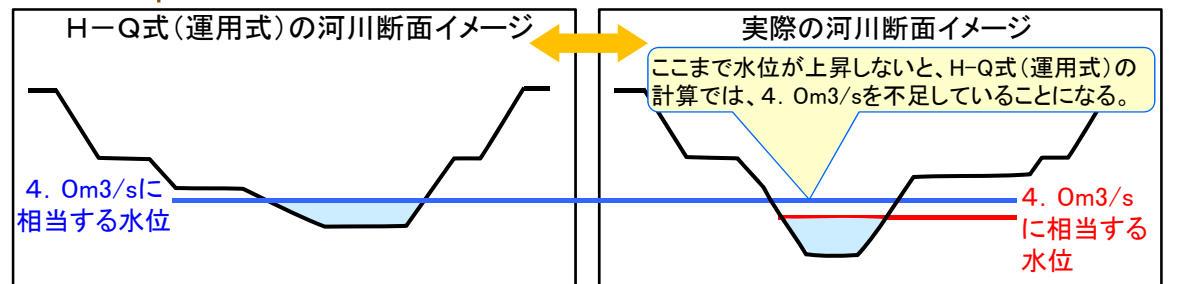 H－Q式（運用式）の河川断面イメージ
4．0m3/sに
相当する水位
実際の河川断面イメージ
ここまで水位が上昇しないと、H-Q式（運用式）の
計算では、4．0m3/sを不足していることになる。
4．0m3/s
に相当する
水位